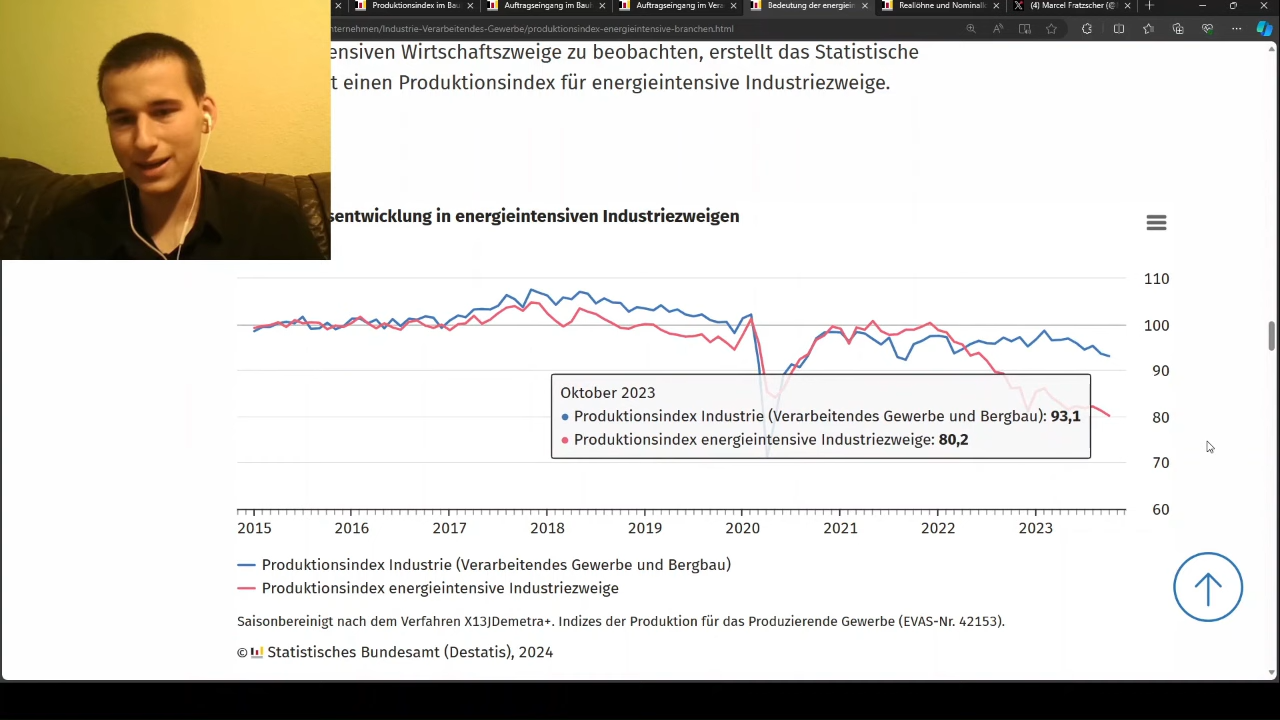 Produktionsindex im Bau
Auftragseingang im Bau
Auftragseingang im Vera
Bedeutung der energiein
Reallöhne und Nominallo
(4) Marcel Fratzscher (@
nternehmen/Industrie-Verarbeitendes-Gewerbe/produktionsindex-energieintensive-branchen.html
ensiven Wirtschaftszweige zu beobachten, erstellt das Statistische
t einen Produktionsindex für energieintensive Industriezweige.
sentwicklung in energieintensiven Industriezweigen
110
100
90
80
70
60
Oktober 2023
Produktionsindex Industrie (Verarbeitendes Gewerbe und Bergbau): 93,1
Produktionsindex energieintensive Industriezweige: 80,2
2015 2016 2017 2018 2019 2020 2021 2022 2023
Produktionsindex Industrie (Verarbeitendes Gewerbe und Bergbau)
Produktionsindex energieintensive Industriezweige
Saisonbereinigt nach dem Verfahren X13JDemetra+. Indizes der Produktion für das Produzierende Gewerbe (EVAS-Nr. 42153).
© Statistisches Bundesamt (Destatis), 2024